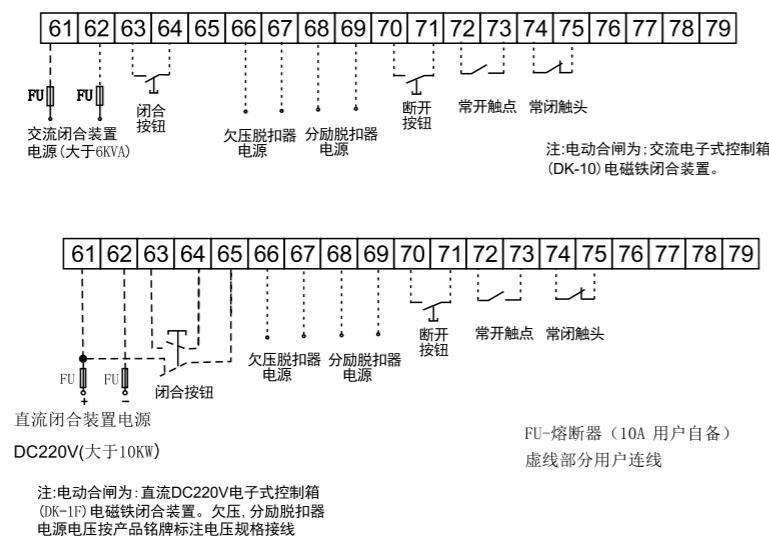 61 62 63 64 65 66 67 68 69 70 71 72 73 74 75 76 77 78 79
FU FU
闭合
按钮
交流闭合装置
电源(大于6KVA)
欠压脱扣器
电源
分励脱扣器
电源
断开
按钮
常开触点
常闭触头
注:电动合闸为;交流电子式控制箱
(DK-10)电磁铁闭合装置。
61 62 63 64 65 66 67 68 69 70 71 72 73 74 75 76 77 78 79
FU FU
+ −
闭合按钮
欠压脱扣器
电源
分励脱扣器
电源
断开
按钮
常开触点
常闭触头
直流闭合装置电源
DC220V(大于10KW)
FU-熔断器（10A 用户自备）
虚线部分用户连线
注:电动合闸为:直流DC220V电子式控制箱
(DK-1F)电磁铁闭合装置。欠压,分励脱扣器
电源电压按产品铭牌标注电压规格接线